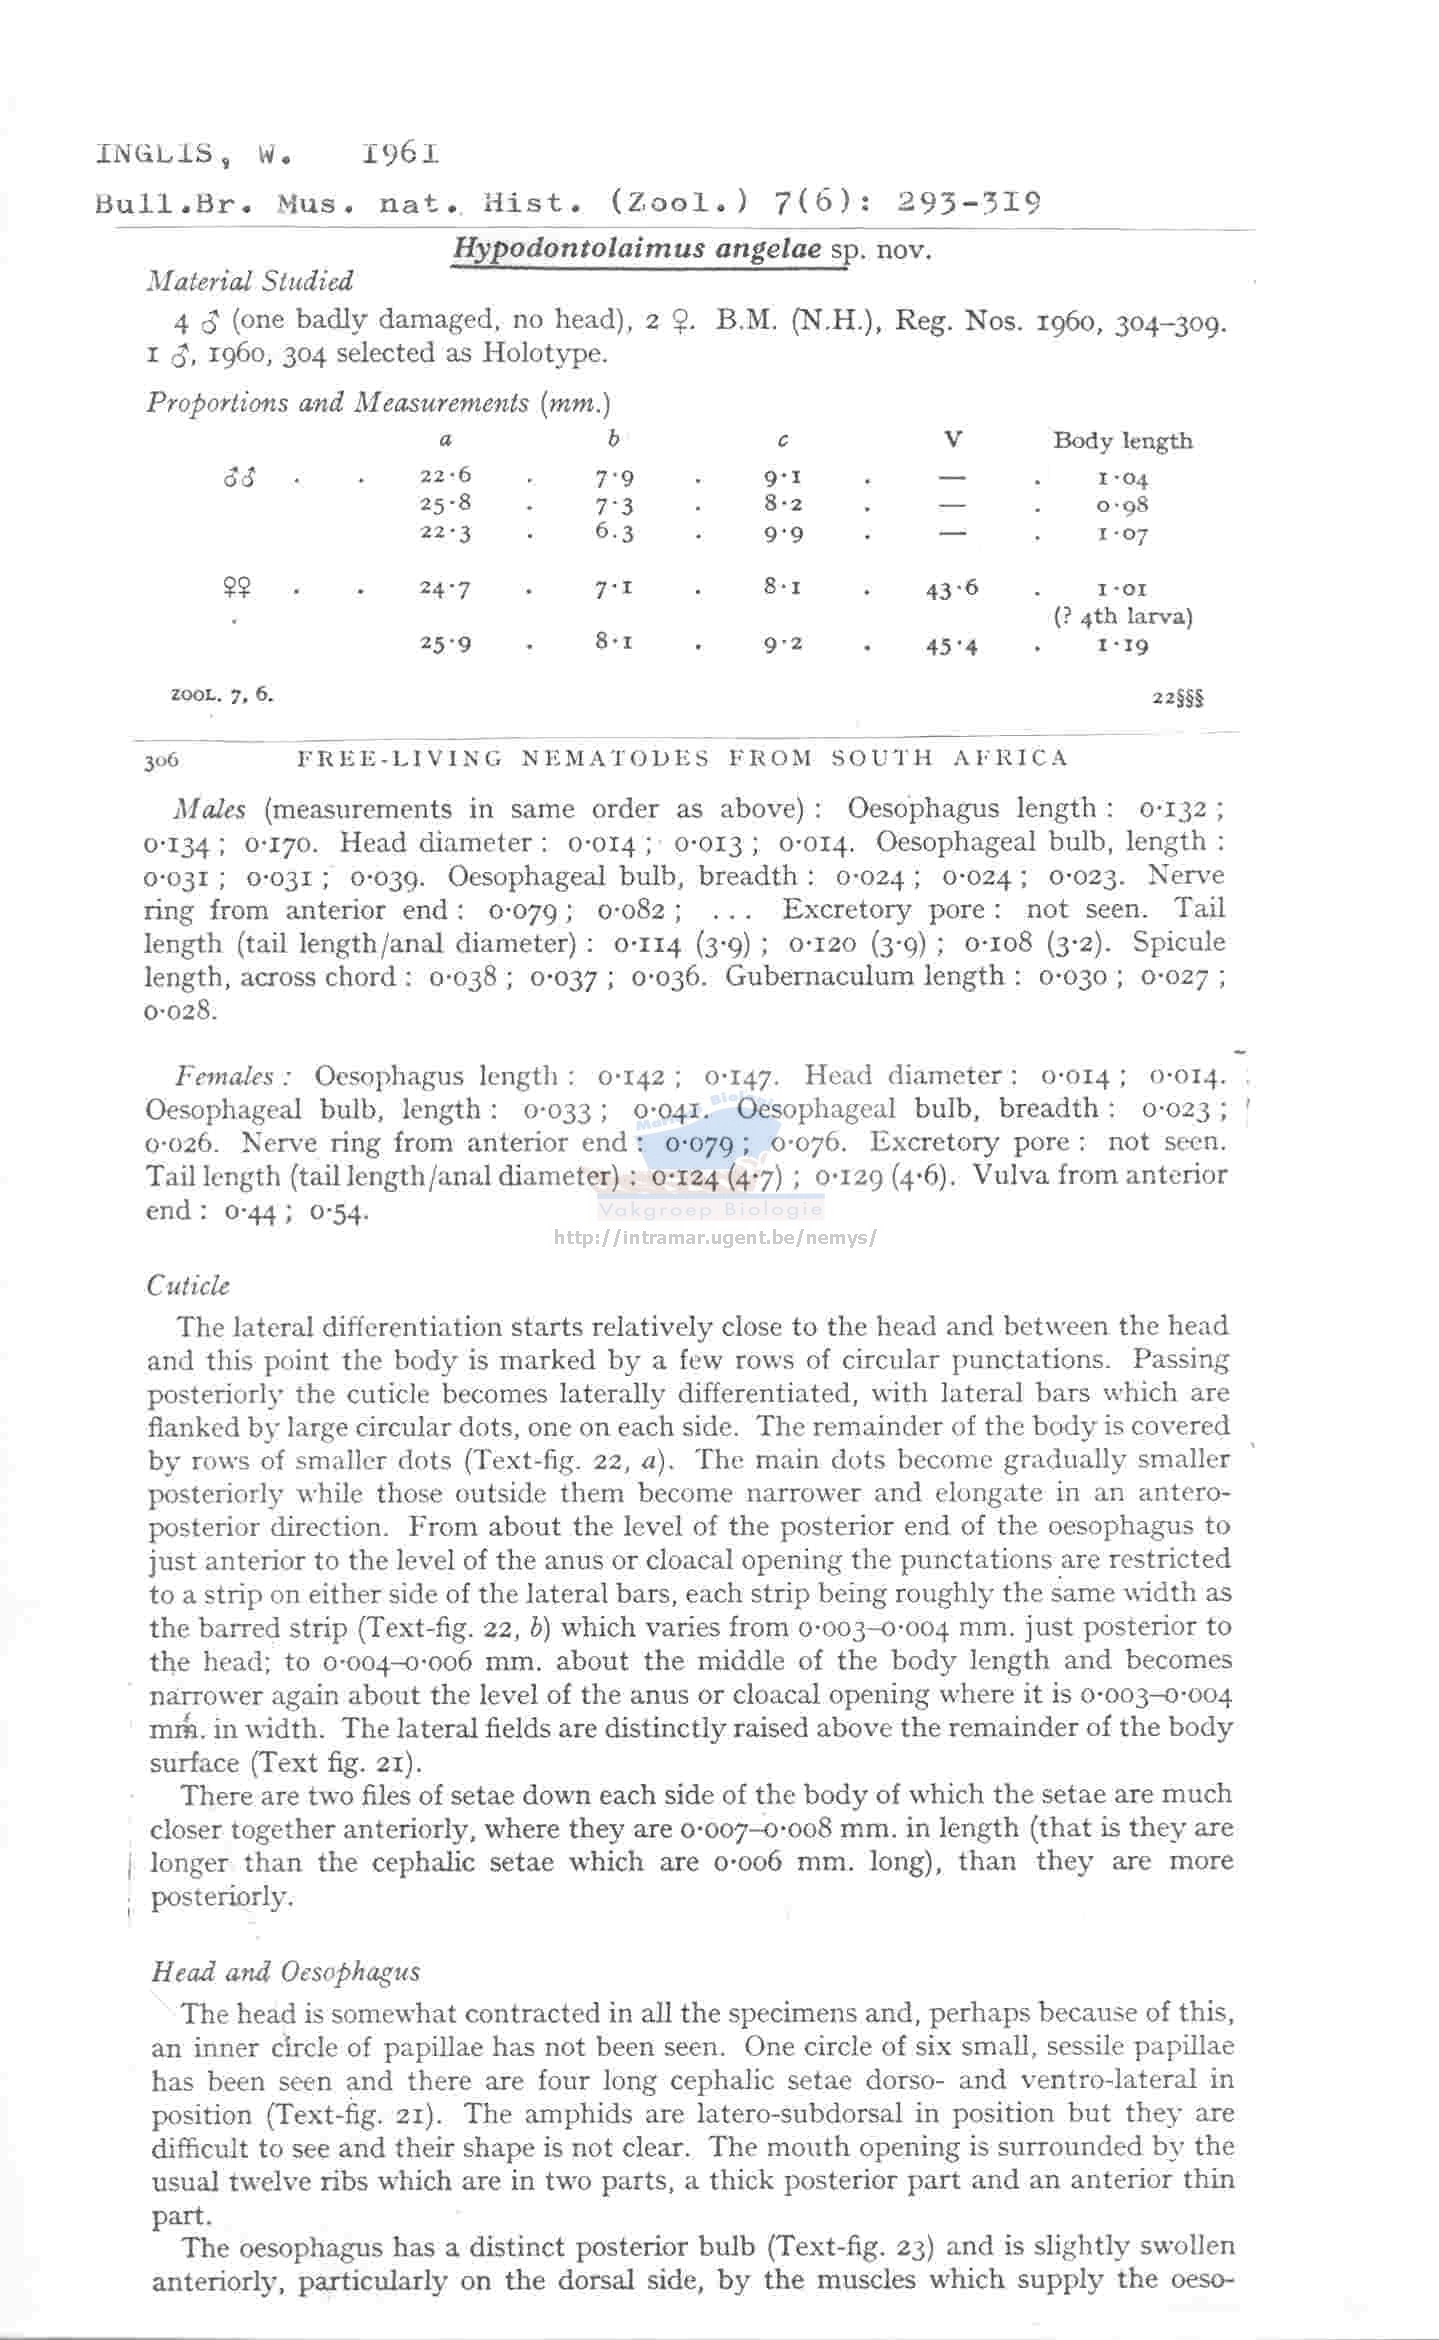 INGLIS, W. 1961
Bull.Br. Mus. nat. Hist. (Zool.) 7(6): 293-319
Hypodontolaimus angelae sp. nov.
Material Studied
4 ♂ (one badly damaged, no head), 2 ♀. B.M. (N.H.), Reg. Nos. 1960, 304–309.
1 ♂, 1960, 304 selected as Holotype.
Proportions and Measurements (mm.)
a b c V Body length
♂♂ . . 22·6 . 7·9 . 9·1 . — . 1·04
25·8 . 7·3 . 8·2 . — . 0·98
22·3 . 6.3 . 9·9 . — . 1·07
♀♀ . . 24·7 . 7·1 . 8·1 . 43·6 . 1·01
(? 4th larva)
25·9 . 8·1 . 9·2 . 45·4 . 1·19
ZOOL. 7, 6. 22§§§
306 FREE-LIVING NEMATODES FROM SOUTH AFRICA
Males (measurements in same order as above) : Oesophagus length : 0·132 ;
0·134 ; 0·170. Head diameter : 0·014 ; 0·013 ; 0·014. Oesophageal bulb, length :
0·031 ; 0·031 ; 0·039. Oesophageal bulb, breadth : 0·024 ; 0·024 ; 0·023. Nerve
ring from anterior end : 0·079 ; 0·082 ; ... Excretory pore : not seen. Tail
length (tail length/anal diameter) : 0·114 (3·9) ; 0·120 (3·9) ; 0·108 (3·2). Spicule
length, across chord : 0·038 ; 0·037 ; 0·036. Gubernaculum length : 0·030 ; 0·027 ;
0·028.
Females : Oesophagus length : 0·142 ; 0·147. Head diameter : 0·014 ; 0·014.
Oesophageal bulb, length : 0·033 ; 0·041. Oesophageal bulb, breadth : 0·023 ;
0·026. Nerve ring from anterior end : 0·079 ; 0·076. Excretory pore : not seen.
Tail length (tail length/anal diameter) : 0·124 (4·7) ; 0·129 (4·6). Vulva from anterior
end : 0·44 ; 0·54.
Vakgroep Biologie
http://intramar.ugent.be/nemys/
Cuticle
The lateral differentiation starts relatively close to the head and between the head
and this point the body is marked by a few rows of circular punctations. Passing
posteriorly the cuticle becomes laterally differentiated, with lateral bars which are
flanked by large circular dots, one on each side. The remainder of the body is covered
by rows of smaller dots (Text-fig. 22, a). The main dots become gradually smaller
posteriorly while those outside them become narrower and elongate in an antero-
posterior direction. From about the level of the posterior end of the oesophagus to
just anterior to the level of the anus or cloacal opening the punctations are restricted
to a strip on either side of the lateral bars, each strip being roughly the same width as
the barred strip (Text-fig. 22, b) which varies from 0·003–0·004 mm. just posterior to
the head; to 0·004–0·006 mm. about the middle of the body length and becomes
narrower again about the level of the anus or cloacal opening where it is 0·003–0·004
mm. in width. The lateral fields are distinctly raised above the remainder of the body
surface (Text fig. 21).
There are two files of setae down each side of the body of which the setae are much
closer together anteriorly, where they are 0·007–0·008 mm. in length (that is they are
longer than the cephalic setae which are 0·006 mm. long), than they are more
posteriorly.
Head and Oesophagus
The head is somewhat contracted in all the specimens and, perhaps because of this,
an inner circle of papillae has not been seen. One circle of six small, sessile papillae
has been seen and there are four long cephalic setae dorso- and ventro-lateral in
position (Text-fig. 21). The amphids are latero-subdorsal in position but they are
difficult to see and their shape is not clear. The mouth opening is surrounded by the
usual twelve ribs which are in two parts, a thick posterior part and an anterior thin
part.
The oesophagus has a distinct posterior bulb (Text-fig. 23) and is slightly swollen
anteriorly, particularly on the dorsal side, by the muscles which supply the oeso-